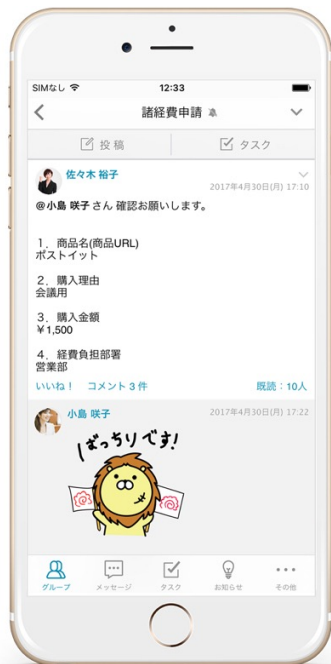 SIMなし 12:33
諸経費申請
投稿 タスク
佐々木 裕子
2017年4月30日(月) 17:10
@小島 咲子 さん 確認お願いします。
1．商品名(商品URL)
ポストイット
2．購入理由
会議用
3．購入金額
￥1,500
4．経費負担部署
営業部
いいね！ コメント 3 件 既読：10人
小島 咲子 2017年4月30日(月) 17:22
ばっちりです!
グループ メッセージ タスク お知らせ その他